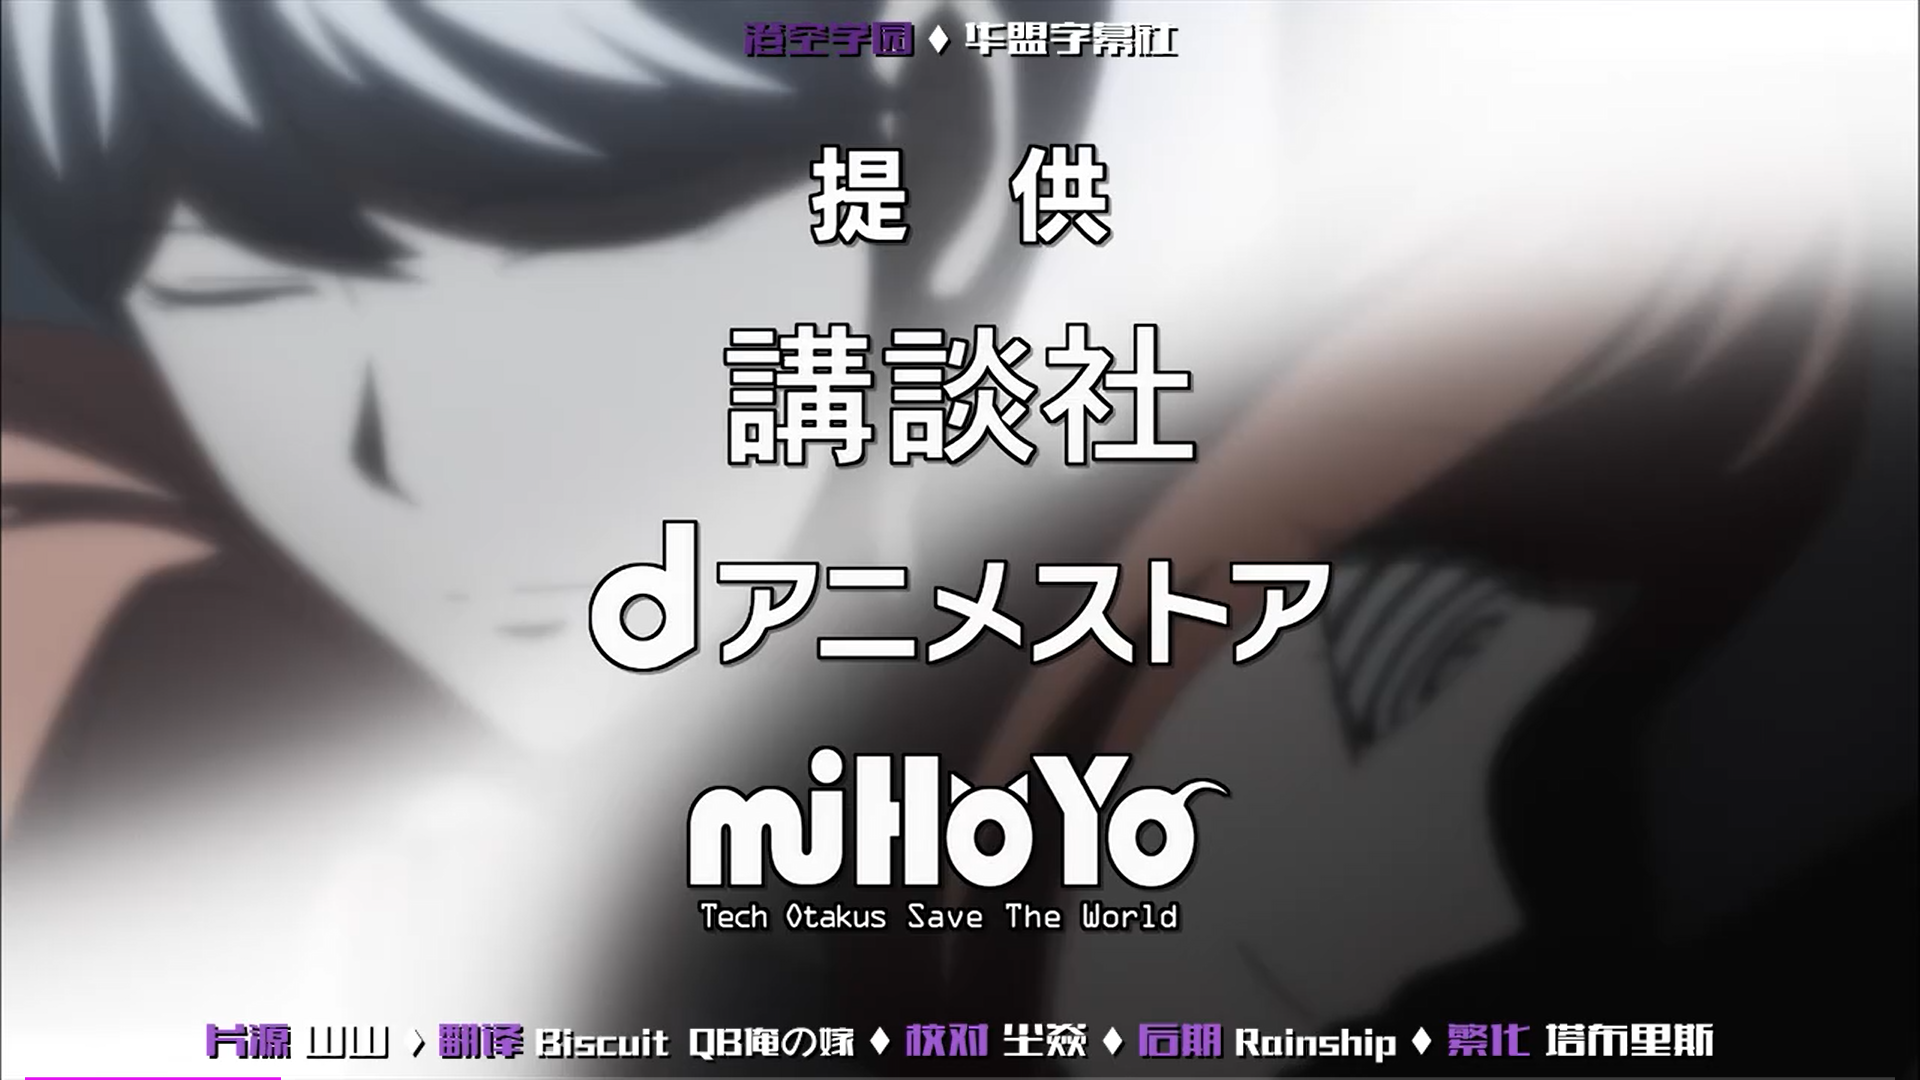 澄空学园 ♦ 华盟字幕社
提 供
講談社
dアニメストア
miHoYo
Tech Otakus Save The World
片源 山山 翻译 Biscuit QB俺の嫁 ♦ 校对 尘焱 ♦ 后期 Rainship ♦ 繁化 塔布里斯